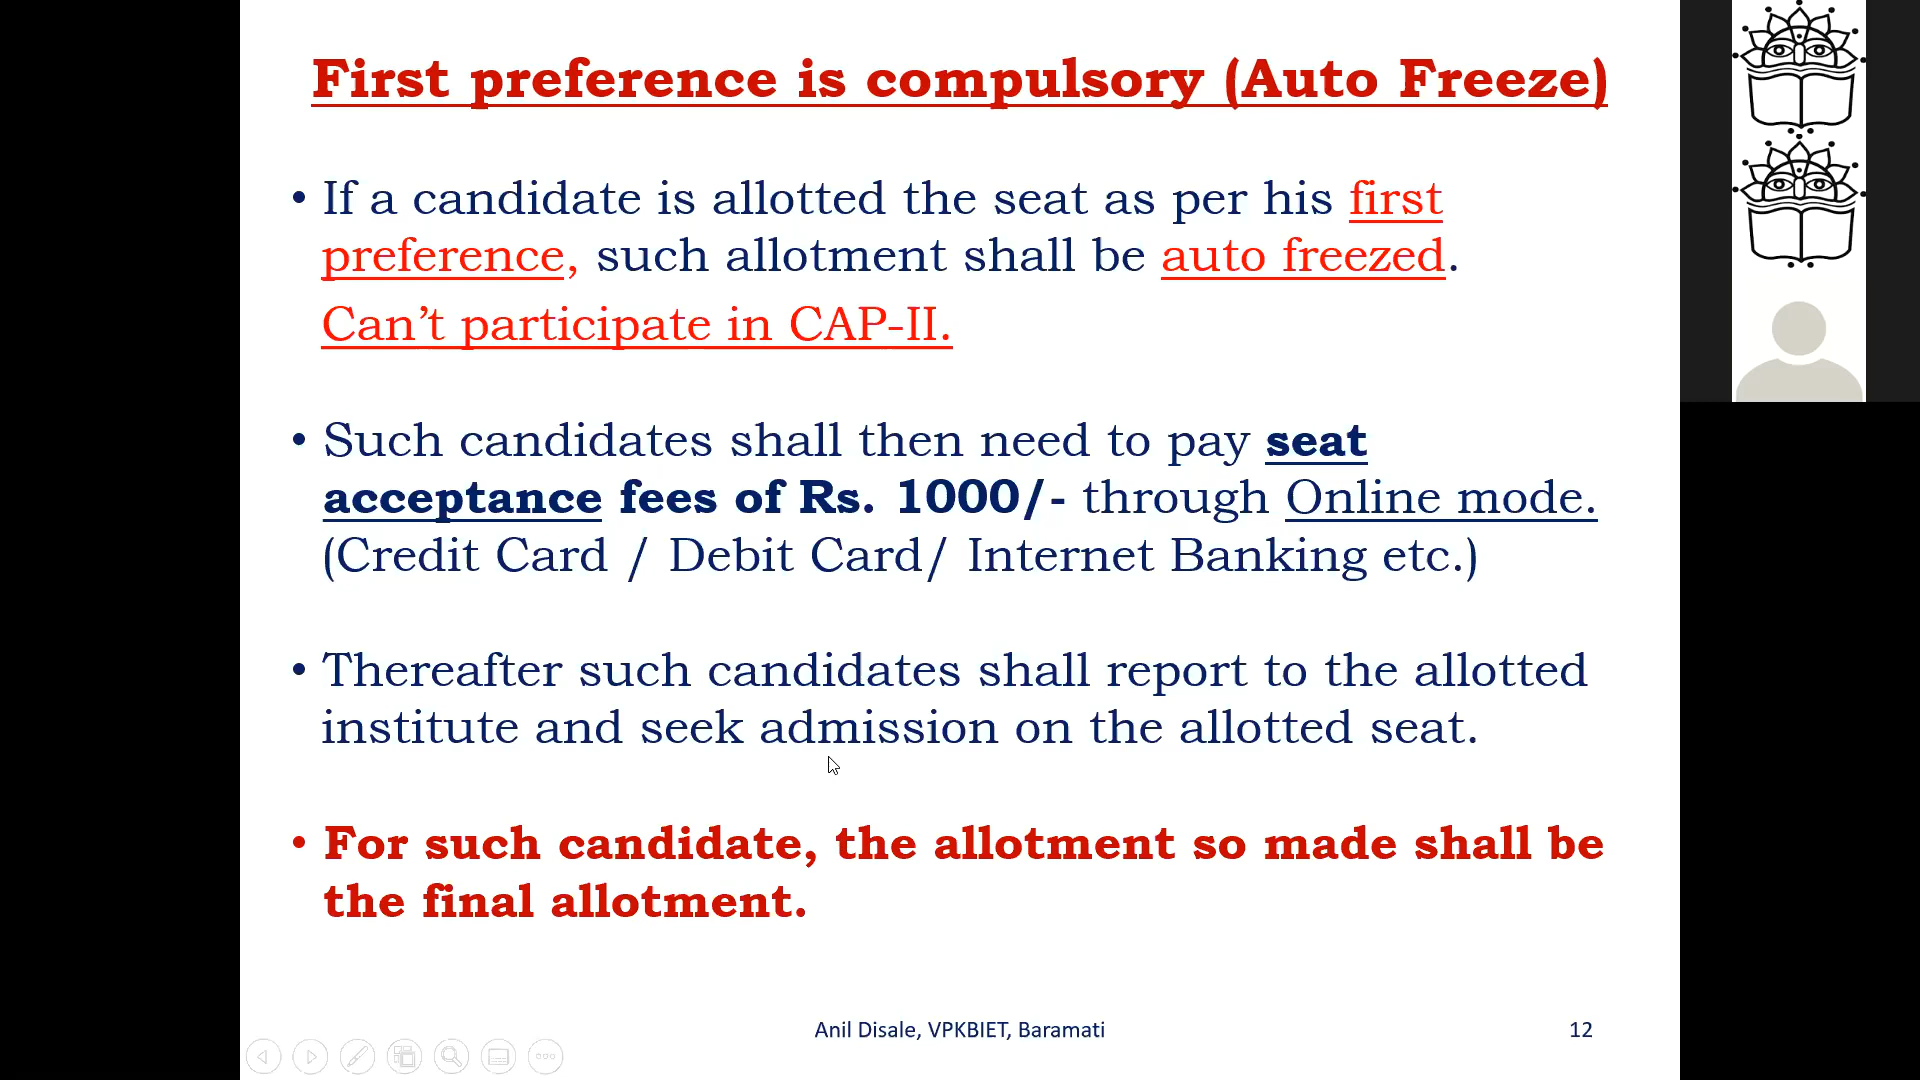 First preference is compulsory (Auto Freeze)
• If a candidate is allotted the seat as per his first
preference, such allotment shall be auto freezed.
Can’t participate in CAP-II.
• Such candidates shall then need to pay seat
acceptance fees of Rs. 1000/- through Online mode.
(Credit Card / Debit Card/ Internet Banking etc.)
• Thereafter such candidates shall report to the allotted
institute and seek admission on the allotted seat.
• For such candidate, the allotment so made shall be
the final allotment.
Anil Disale, VPKBIET, Baramati
12